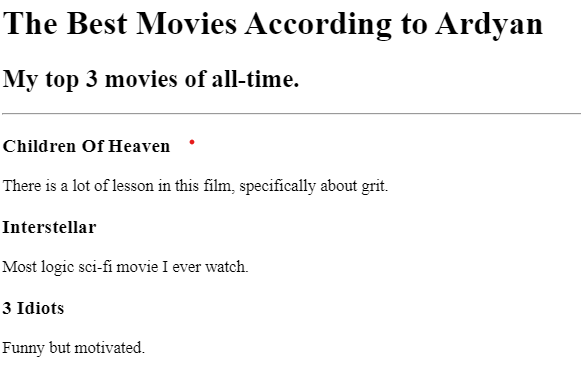 The Best Movies According to Ardyan
My top 3 movies of all-time.
Children Of Heaven
There is a lot of lesson in this film, specifically about grit.
Interstellar
Most logic sci-fi movie I ever watch.
3 Idiots
Funny but motivated.